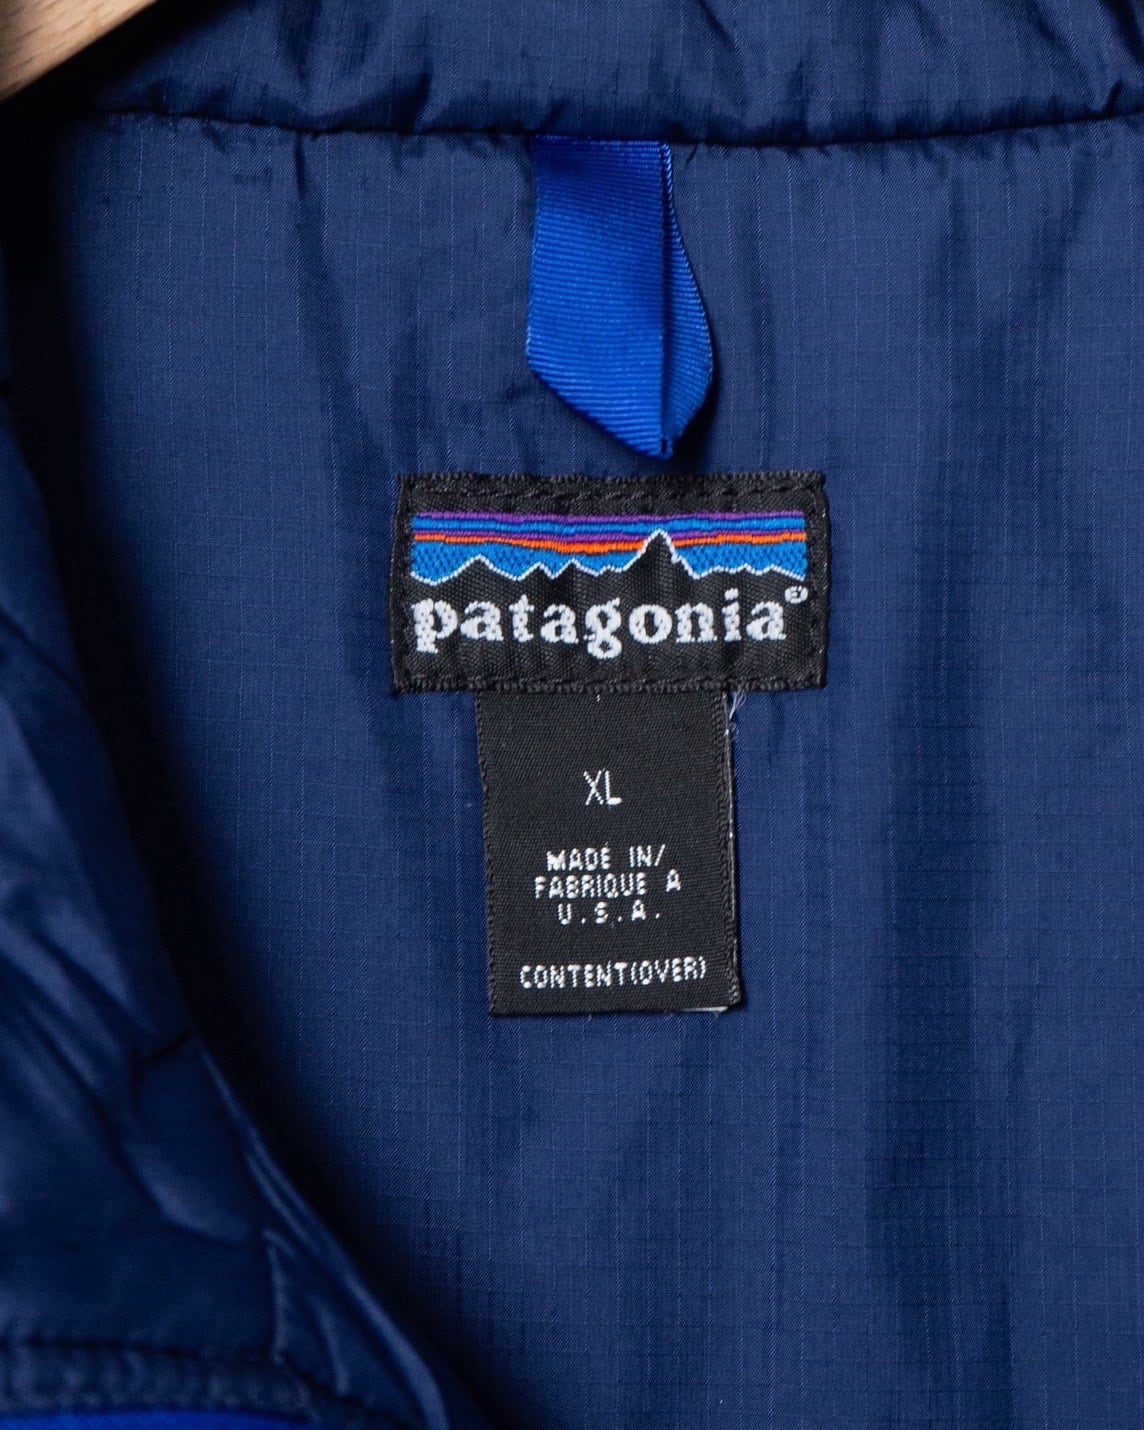 patagonia®
XL
MADE IN/
FABRIQUE A
U.S.A.
CONTENT(OVER)